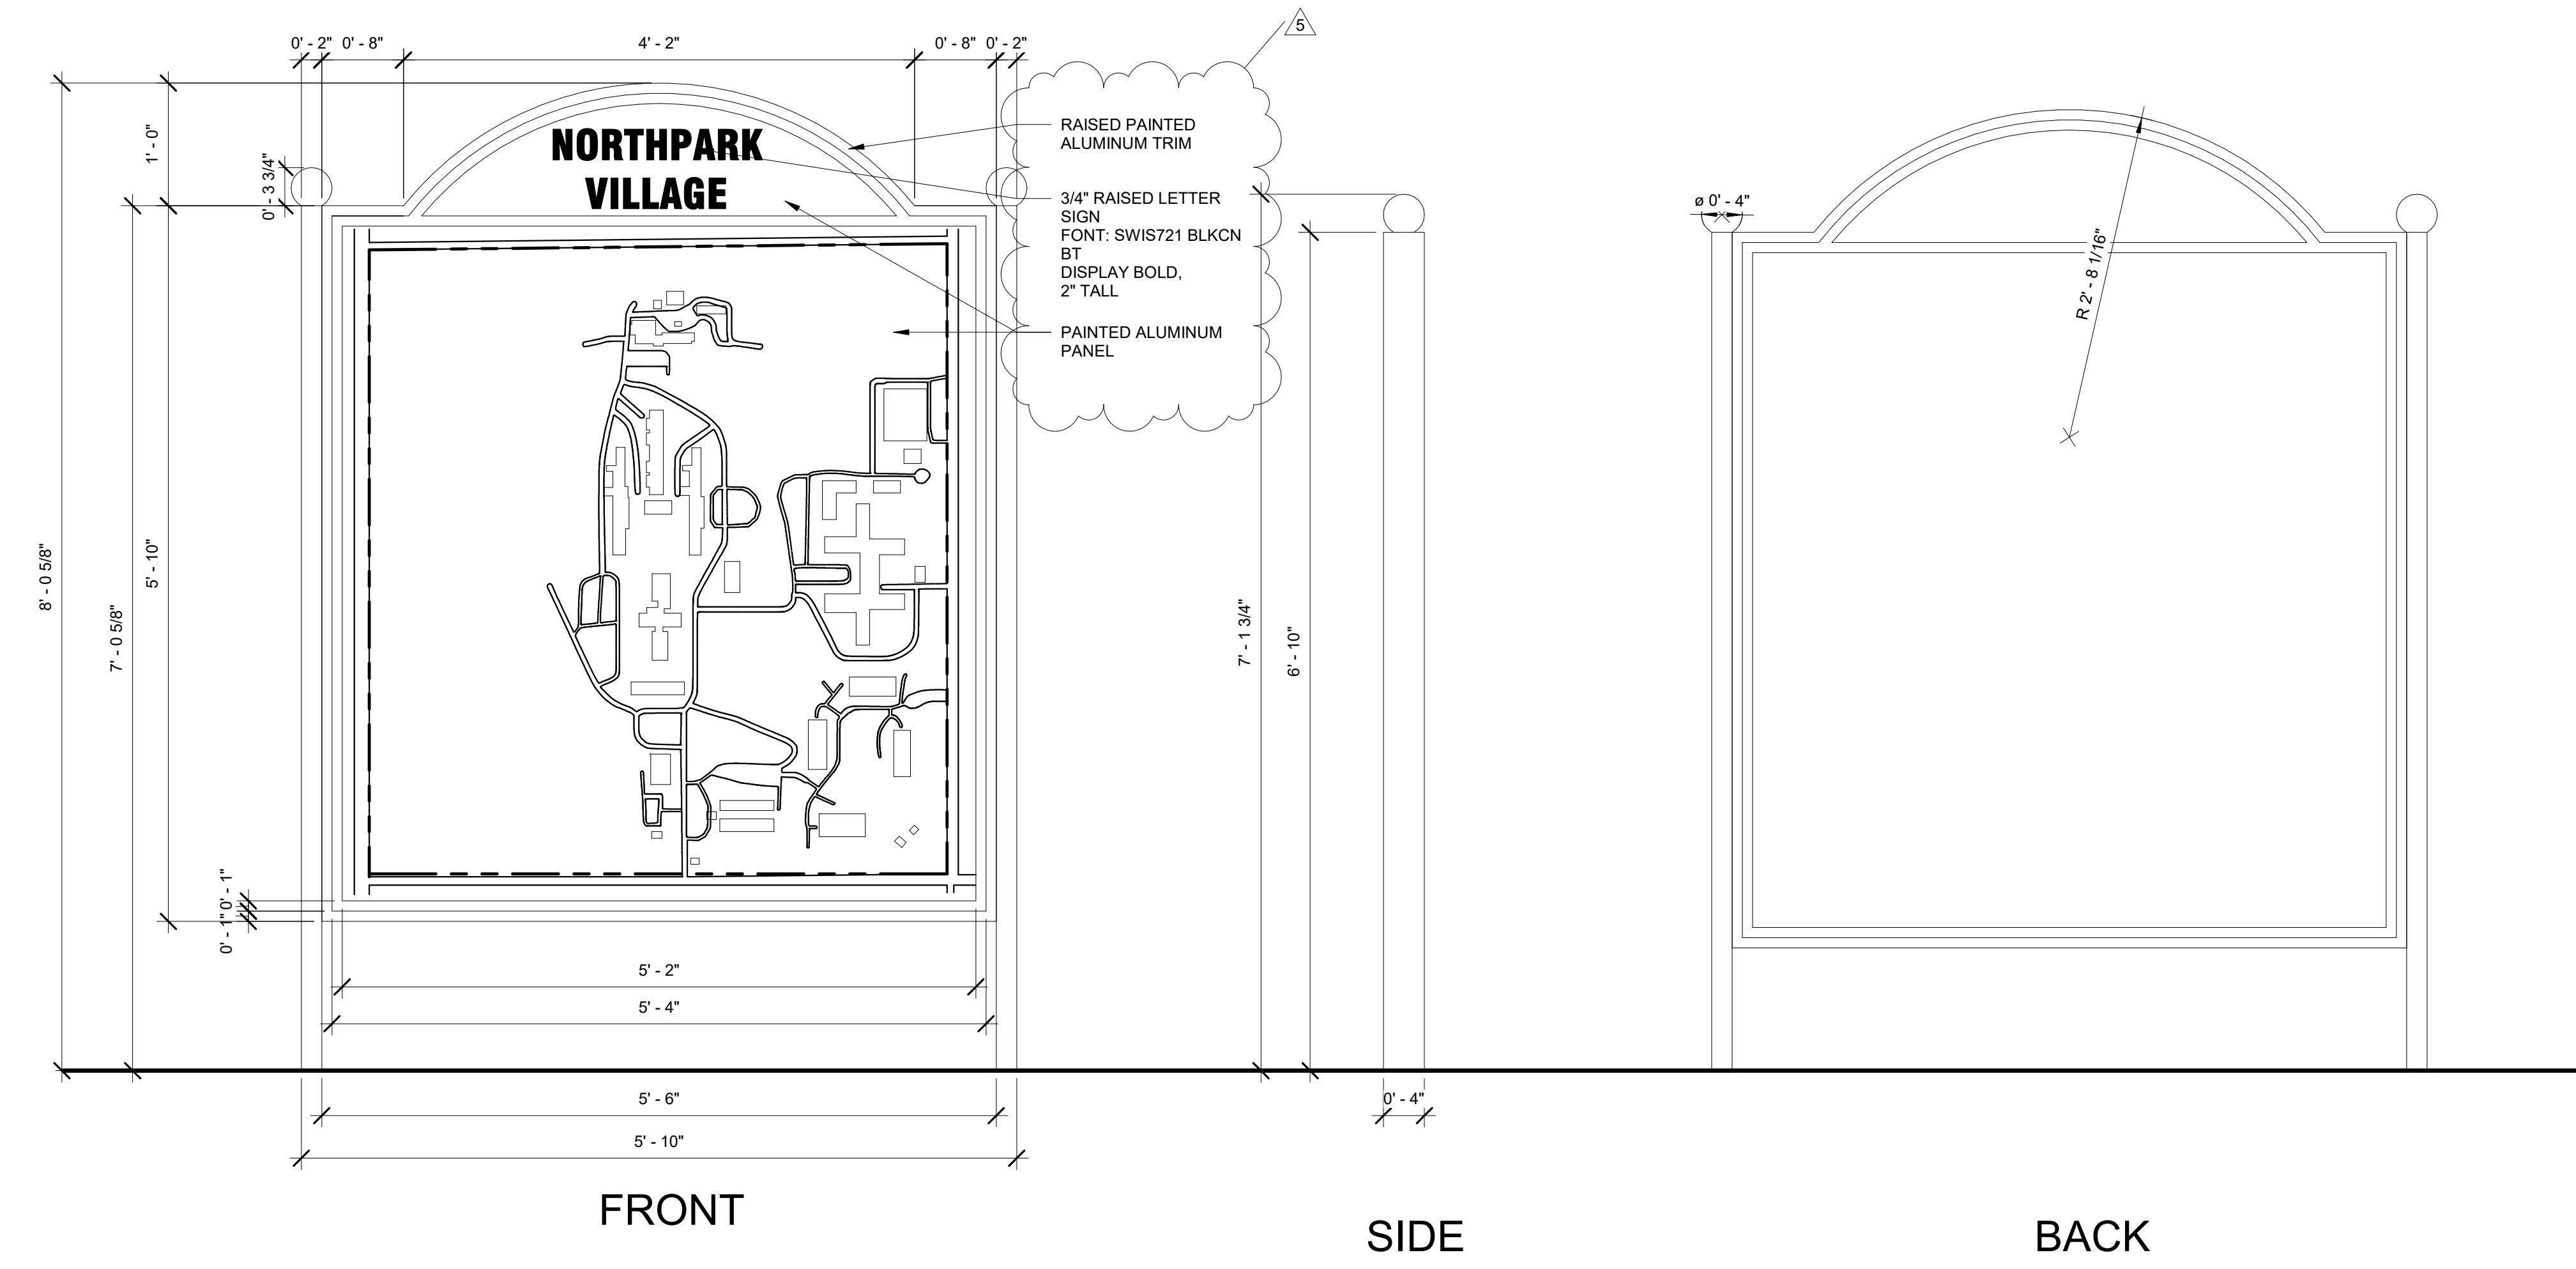 5
0' - 2" 0' - 8" 4' - 2" 0' - 8" 0' - 2"
1' - 0"
0' - 3 3/4"
NORTHPARK
VILLAGE
RAISED PAINTED
ALUMINUM TRIM
3/4" RAISED LETTER
SIGN
FONT: SWIS721 BLKCN
BT
DISPLAY BOLD,
2" TALL
PAINTED ALUMINUM
PANEL
ø 0' - 4"
R 2' - 8 1/16"
8' - 0 5/8"
7' - 0 5/8"
5' - 10"
7' - 1 3/4"
6' - 10"
0' - 1"
0' - 1"
5' - 2"
5' - 4"
5' - 6"
5' - 10"
0' - 4"
FRONT
SIDE
BACK